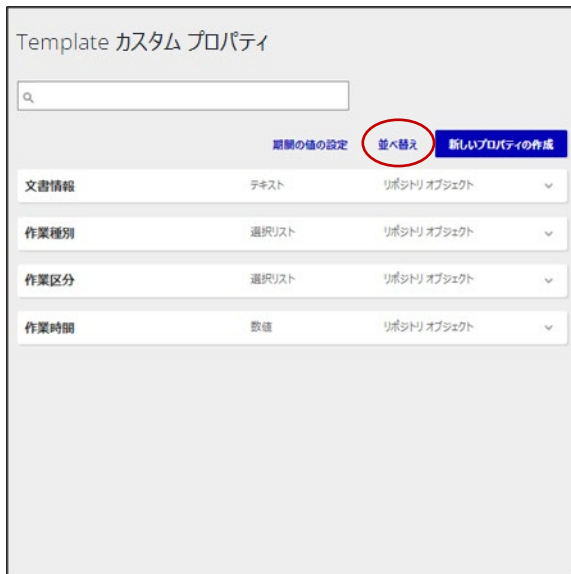 Template カスタム プロパティ
期間の値の設定 並べ替え 新しいプロパティの作成
文書情報 テキスト リポジトリ オブジェクト
作業種別 選択リスト リポジトリ オブジェクト
作業区分 選択リスト リポジトリ オブジェクト
作業時間 数値 リポジトリ オブジェクト